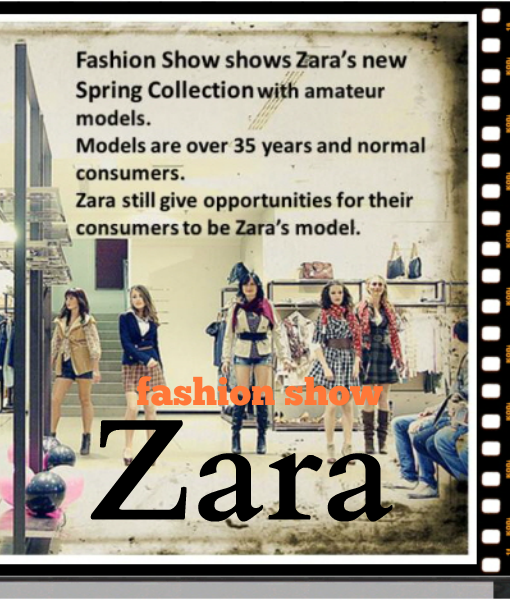 Fashion Show shows Zara's new
Spring Collection with amateur
models.
Models are over 35 years and normal
consumers.
Zara still give opportunities for their
consumers to be Zara's model.
fashion show
Zara